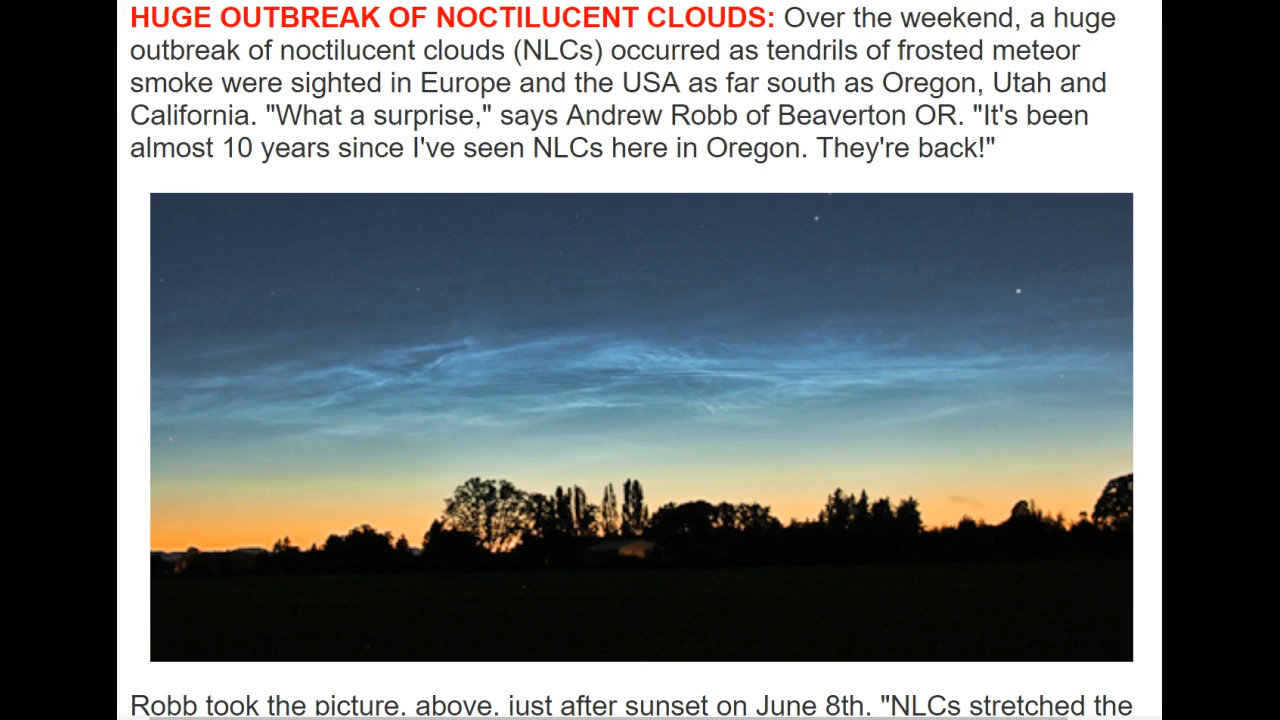 HUGE OUTBREAK OF NOCTILUCENT CLOUDS: Over the weekend, a huge
outbreak of noctilucent clouds (NLCs) occurred as tendrils of frosted meteor
smoke were sighted in Europe and the USA as far south as Oregon, Utah and
California. "What a surprise," says Andrew Robb of Beaverton OR. "It's been
almost 10 years since I've seen NLCs here in Oregon. They're back!"
Robb took the picture, above, just after sunset on June 8th. "NLCs stretched the